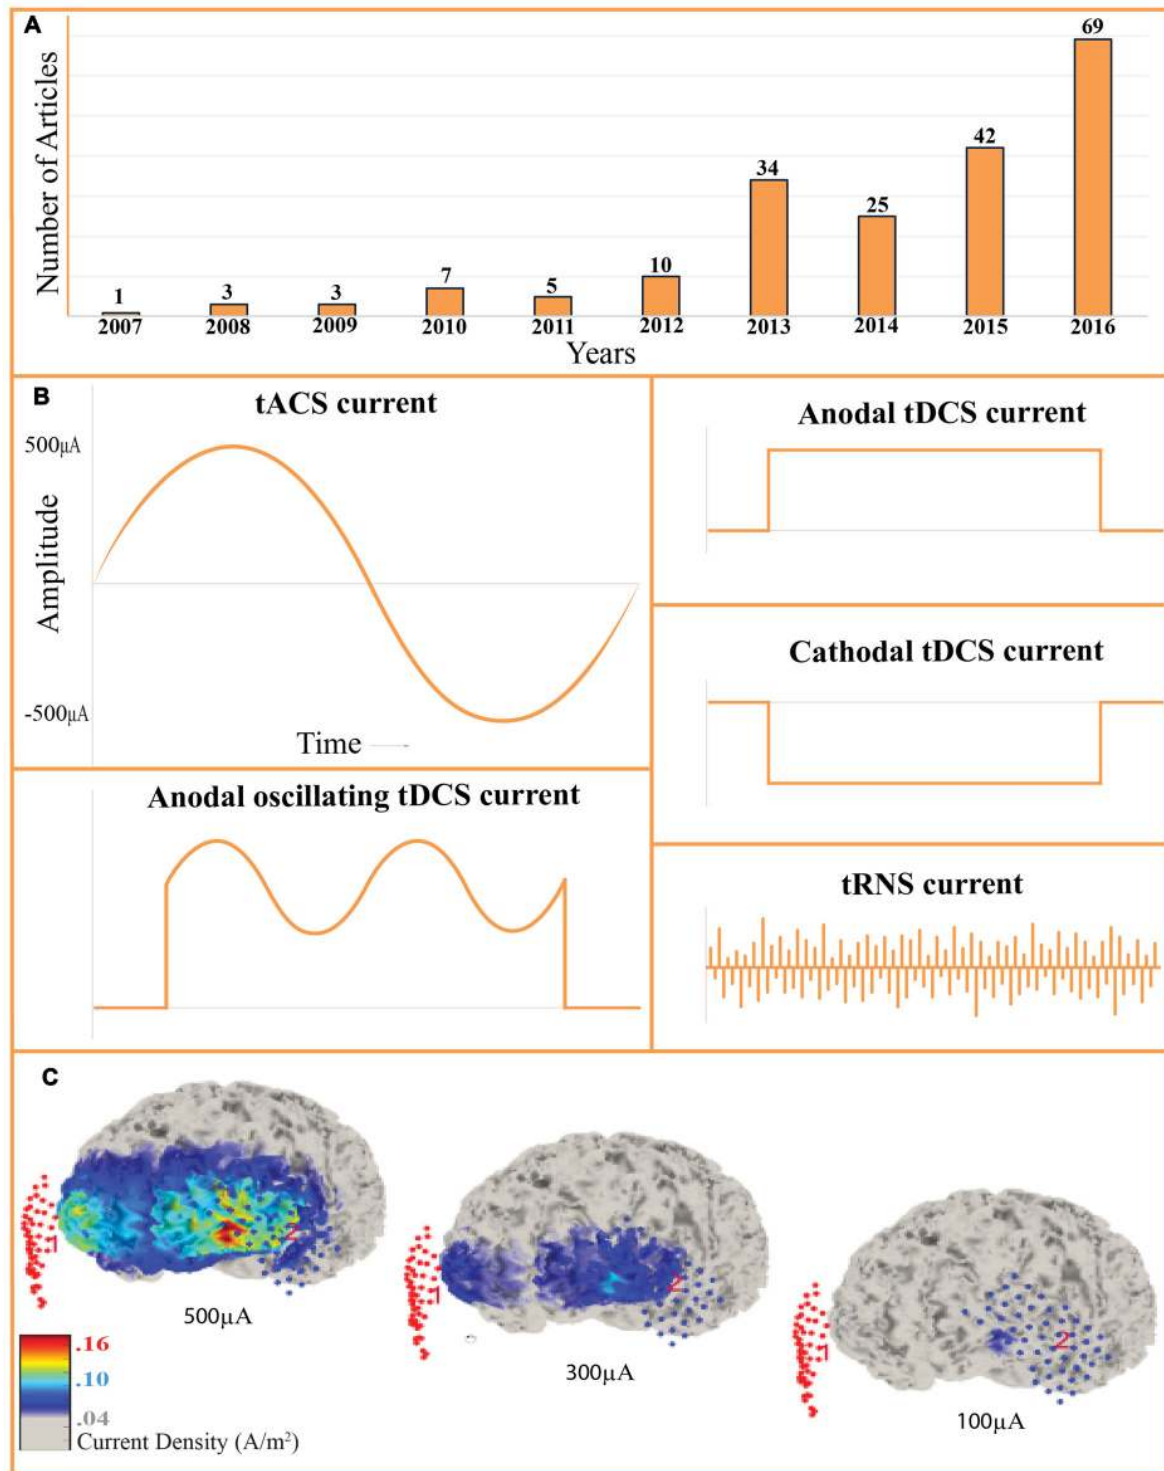 A
Number of Articles
1
3
3
7
5
10
34
25
42
69
2007 2008 2009 2010 2011 2012 2013 2014 2015 2016
Years
B
tACS current
500μA
Amplitude
-500μA
Time
Anodal oscillating tDCS current
Anodal tDCS current
Cathodal tDCS current
tRNS current
C
1
2
500μA
1
2
300μA
1
2
100μA
.16
.10
.04
Current Density (A/m²)